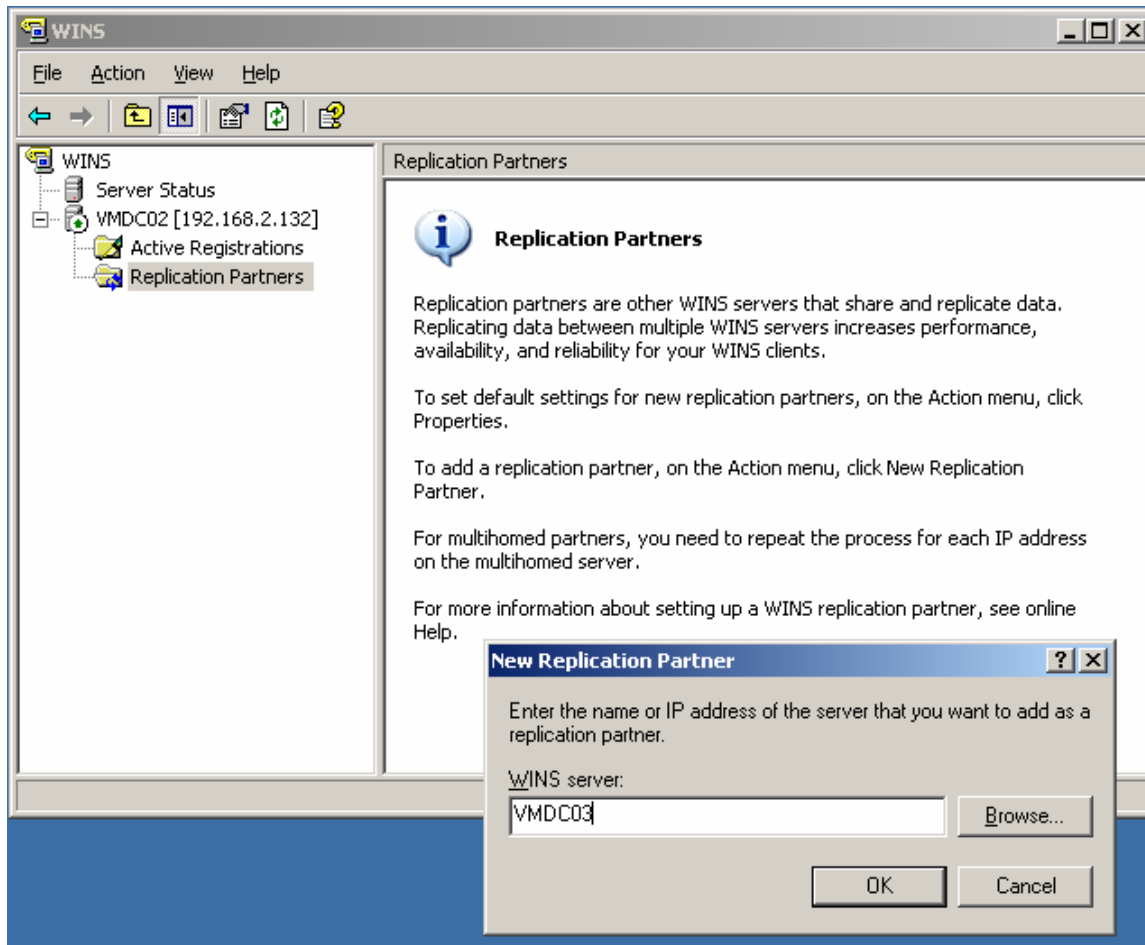 WINS
File Action View Help
WINS
Server Status
VMDC02 [192.168.2.132]
Active Registrations
Replication Partners
Replication Partners
Replication Partners
Replication partners are other WINS servers that share and replicate data.
Replicating data between multiple WINS servers increases performance,
availability, and reliability for your WINS clients.
To set default settings for new replication partners, on the Action menu, click
Properties.
To add a replication partner, on the Action menu, click New Replication
Partner.
For multihomed partners, you need to repeat the process for each IP address
on the multihomed server.
For more information about setting up a WINS replication partner, see online
Help.
New Replication Partner
Enter the name or IP address of the server that you want to add as a
replication partner.
WINS server:
VMDC03
Browse...
OK Cancel